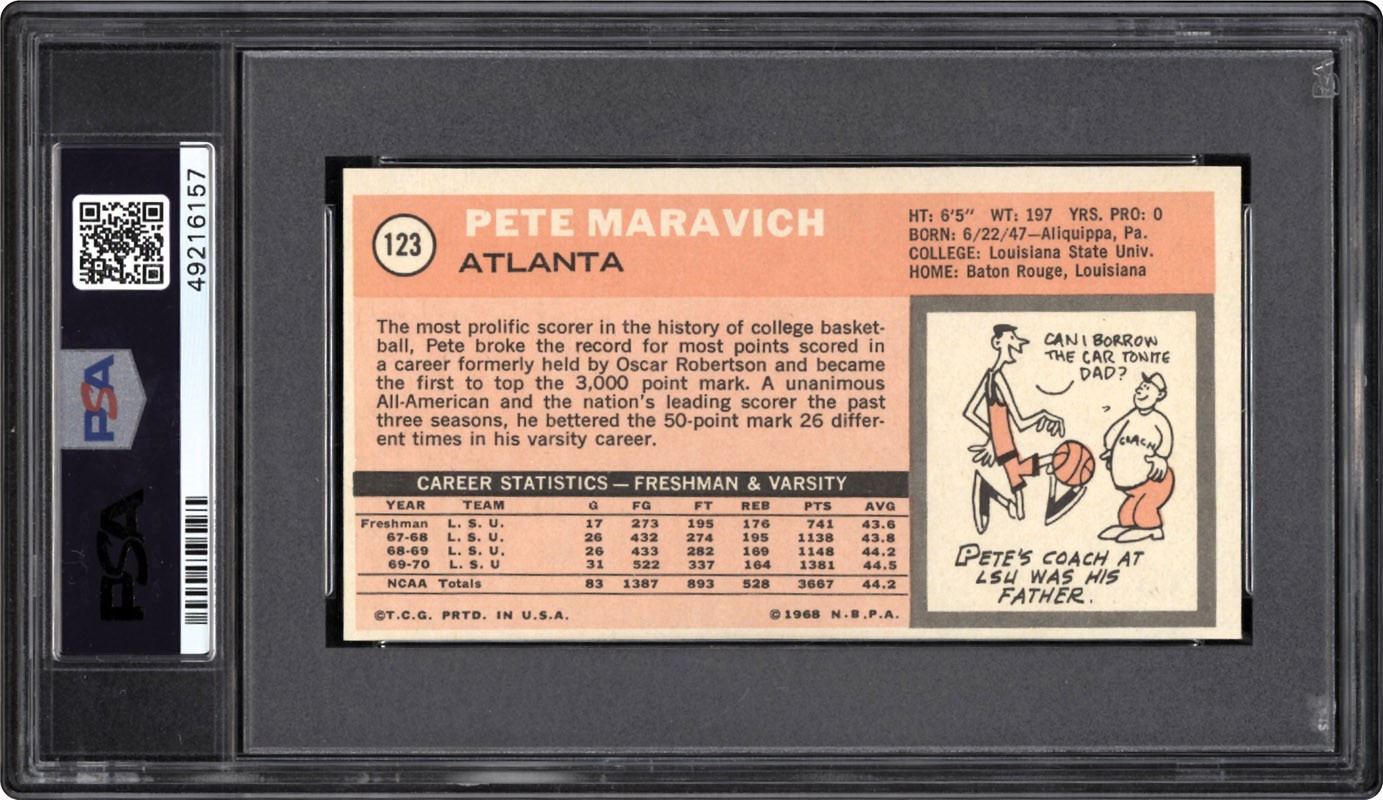 49216157
PSA
PSA
123
PETE MARAVICH
ATLANTA
HT: 6'5" WT: 197 YRS. PRO: 0
BORN: 6/22/47—Aliquippa, Pa.
COLLEGE: Louisiana State Univ.
HOME: Baton Rouge, Louisiana
The most prolific scorer in the history of college basket-
ball, Pete broke the record for most points scored in
a career formerly held by Oscar Robertson and became
the first to top the 3,000 point mark. A unanimous
All-American and the nation's leading scorer the past
three seasons, he bettered the 50-point mark 26 differ-
ent times in his varsity career.
CAREER STATISTICS — FRESHMAN & VARSITY
YEAR TEAM G FG FT REB PTS AVG
Freshman L. S. U. 17 273 195 176 741 43.6
67-68 L. S. U. 26 432 274 195 1138 43.8
68-69 L. S. U. 26 433 282 169 1148 44.2
69-70 L. S. U 31 522 337 164 1381 44.5
NCAA Totals 83 1387 893 528 3667 44.2
©T.C.G. PRTD. IN U.S.A. ©1968 N.B.P.A.
CAN I BORROW
THE CAR TONITE
DAD?
COACH
PETE'S COACH AT
LSU WAS HIS
FATHER.
PSA